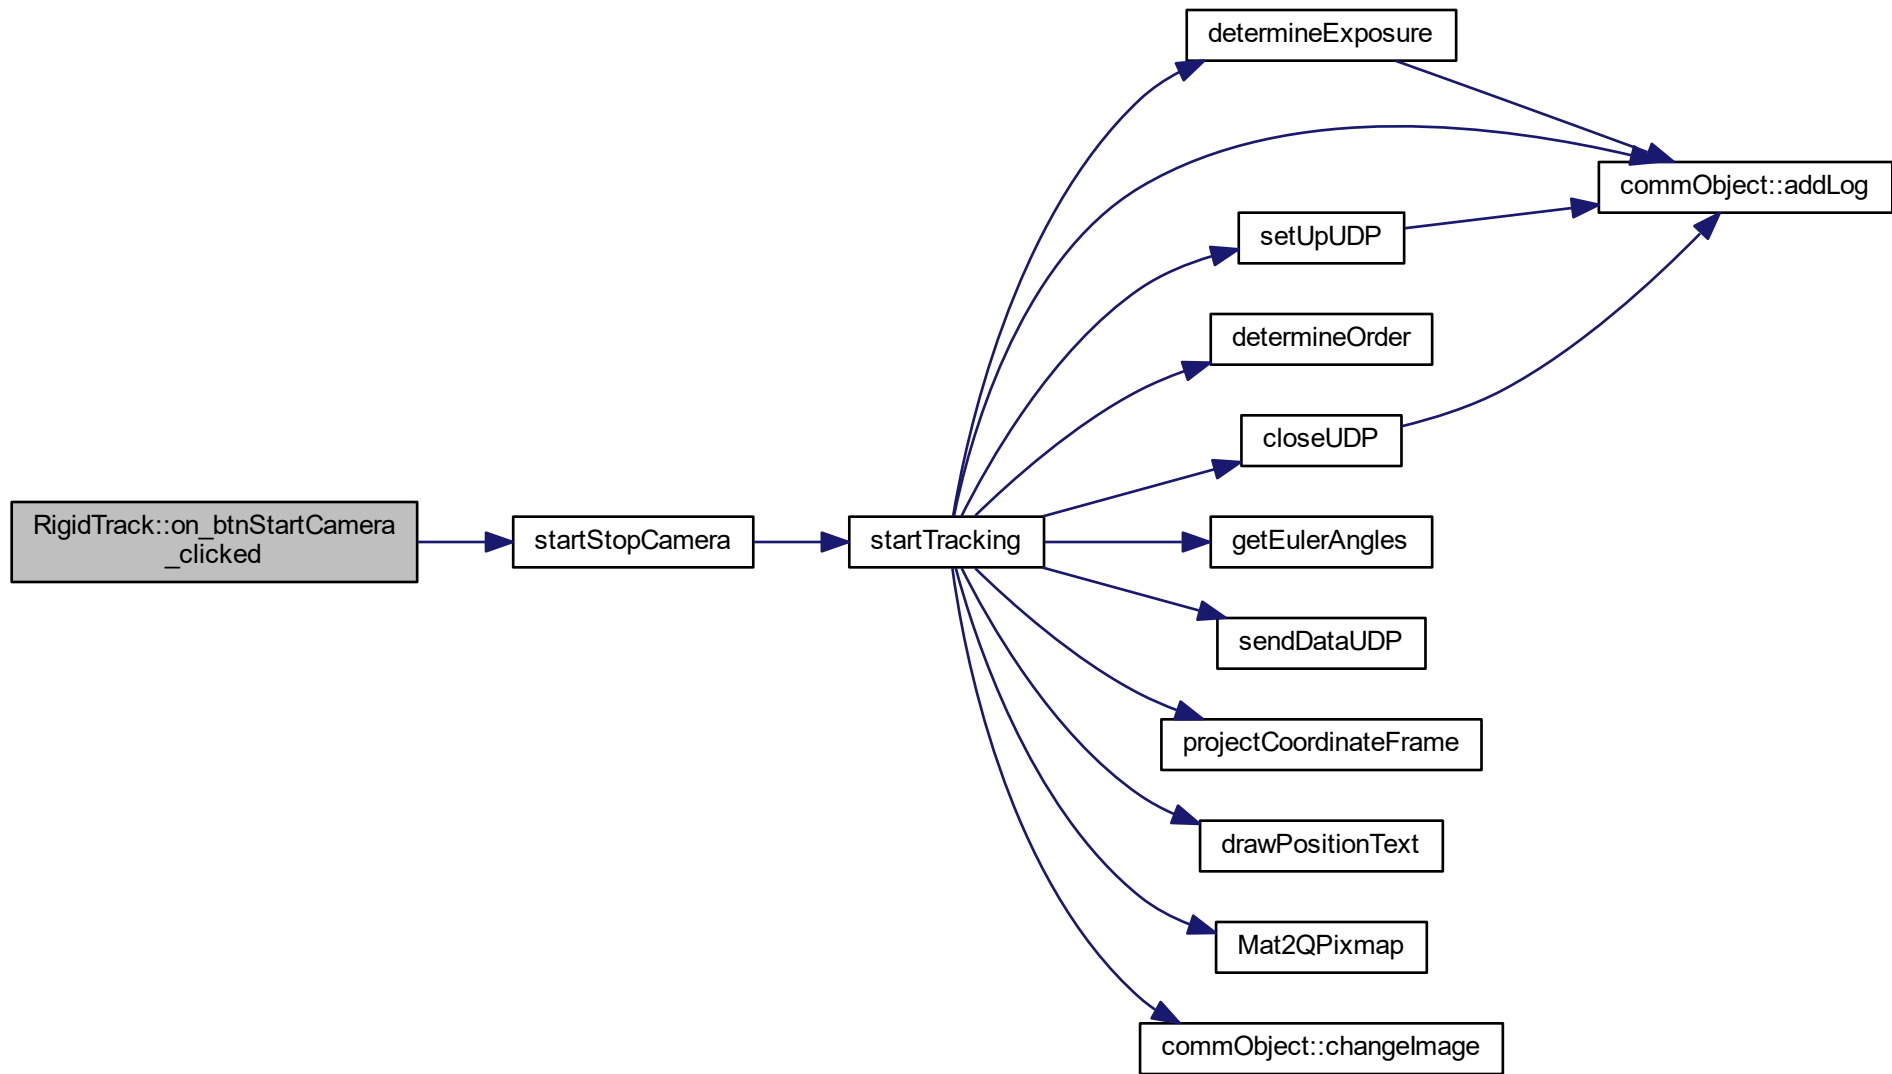 determineExposure
commObject::addLog
setUpUDP
determineOrder
closeUDP
RigidTrack::on_btnStartCamera
_clicked
startStopCamera
startTracking
getEulerAngles
sendDataUDP
projectCoordinateFrame
drawPositionText
Mat2QPixmap
commObject::changeImage